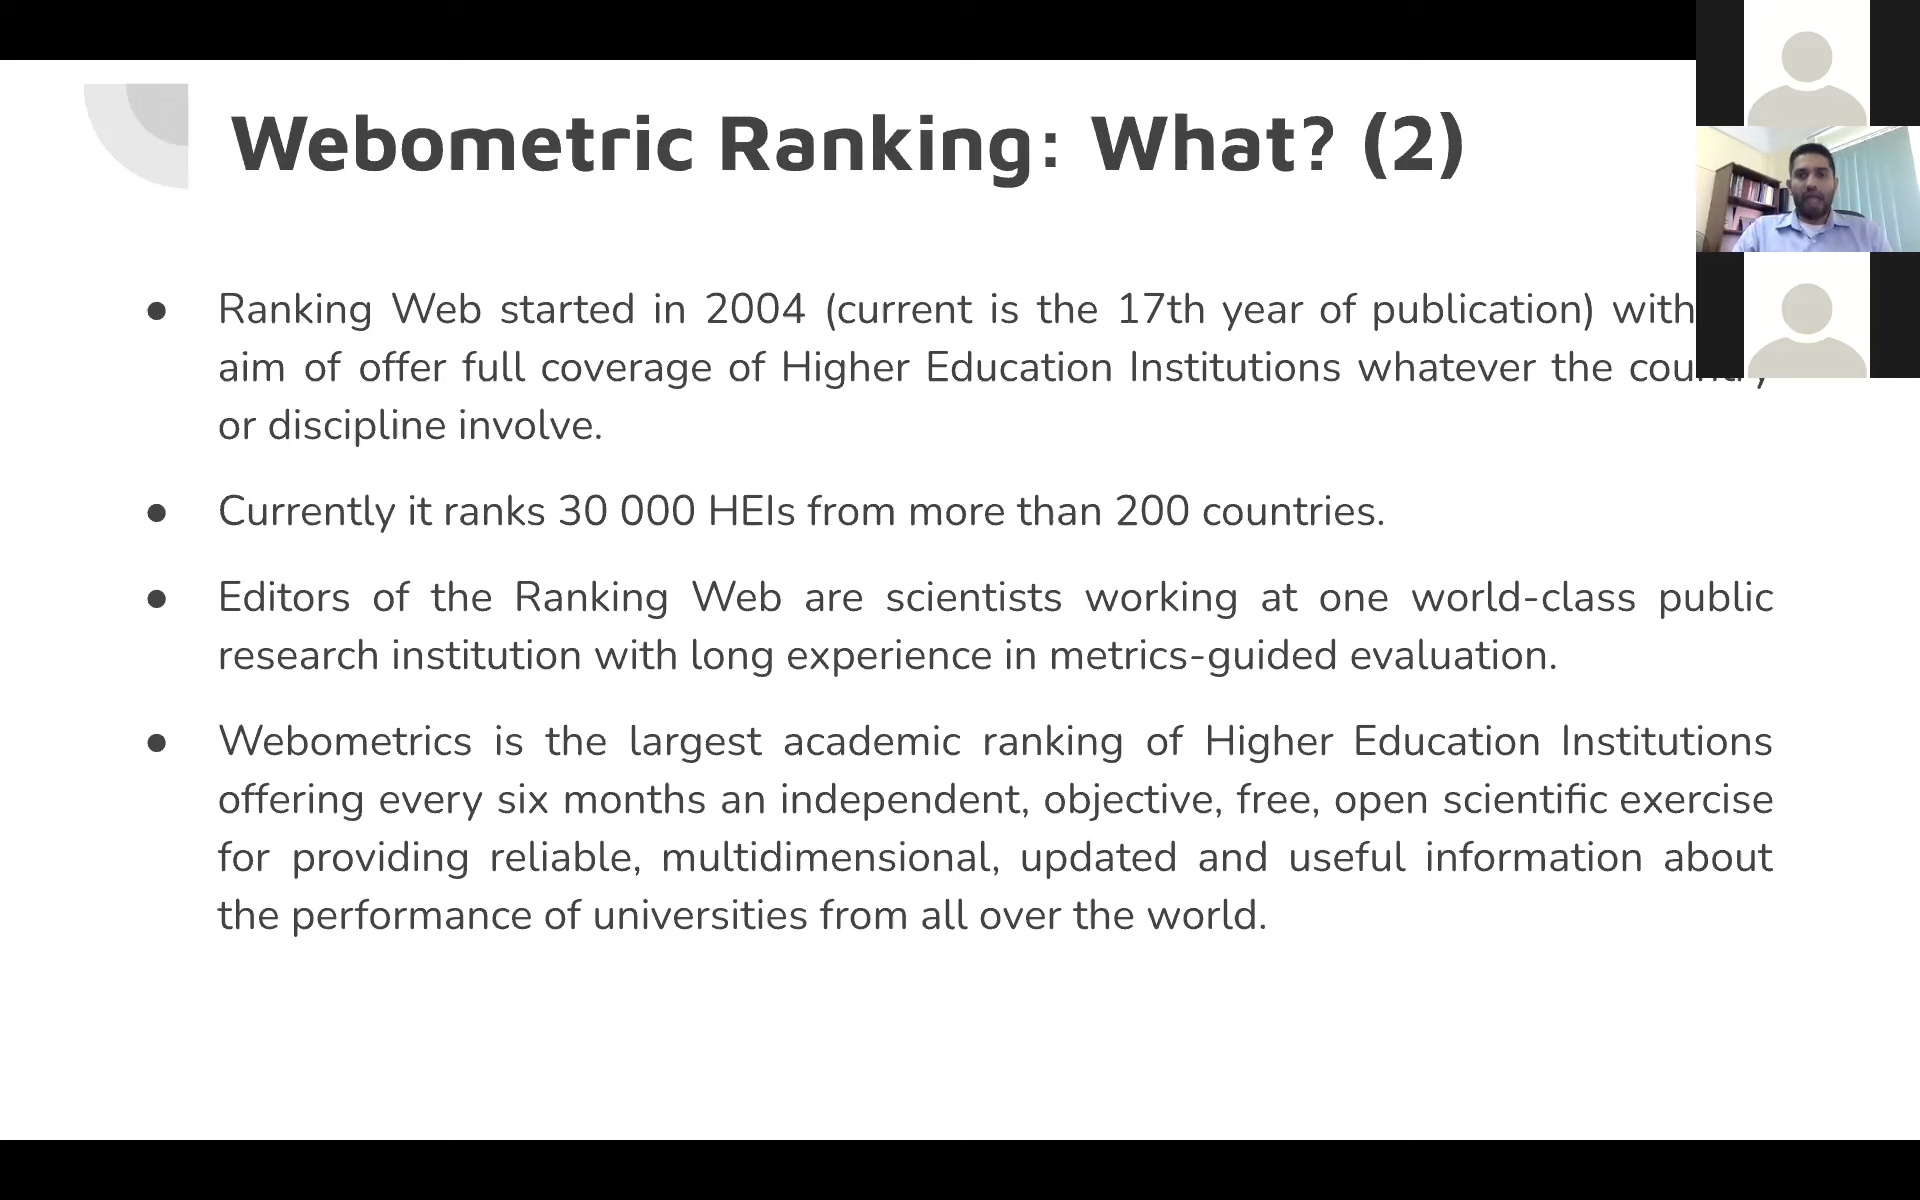 Webometric Ranking: What? (2)
● Ranking Web started in 2004 (current is the 17th year of publication) with
aim of offer full coverage of Higher Education Institutions whatever the country
or discipline involve.
● Currently it ranks 30 000 HEIs from more than 200 countries.
● Editors of the Ranking Web are scientists working at one world-class public
research institution with long experience in metrics-guided evaluation.
● Webometrics is the largest academic ranking of Higher Education Institutions
offering every six months an independent, objective, free, open scientific exercise
for providing reliable, multidimensional, updated and useful information about
the performance of universities from all over the world.